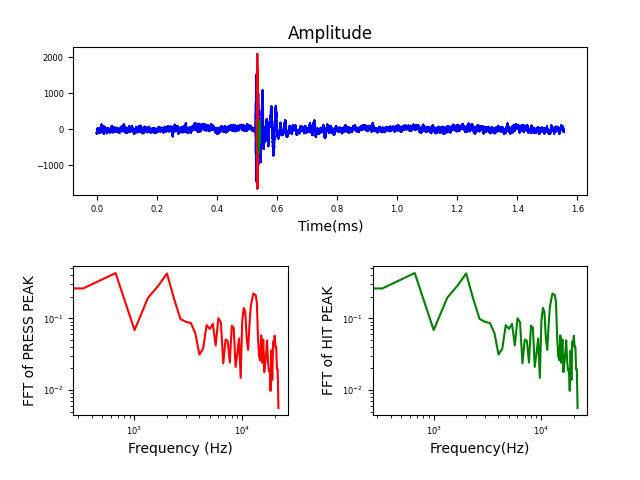 Amplitude
2000
1000
0
−1000
0.0 0.2 0.4 0.6 0.8 1.0 1.2 1.4 1.6
Time(ms)
FFT of PRESS PEAK
10⁻¹
10⁻²
10³ 10⁴
Frequency (Hz)
FFT of HIT PEAK
10⁻¹
10⁻²
10³ 10⁴
Frequency(Hz)